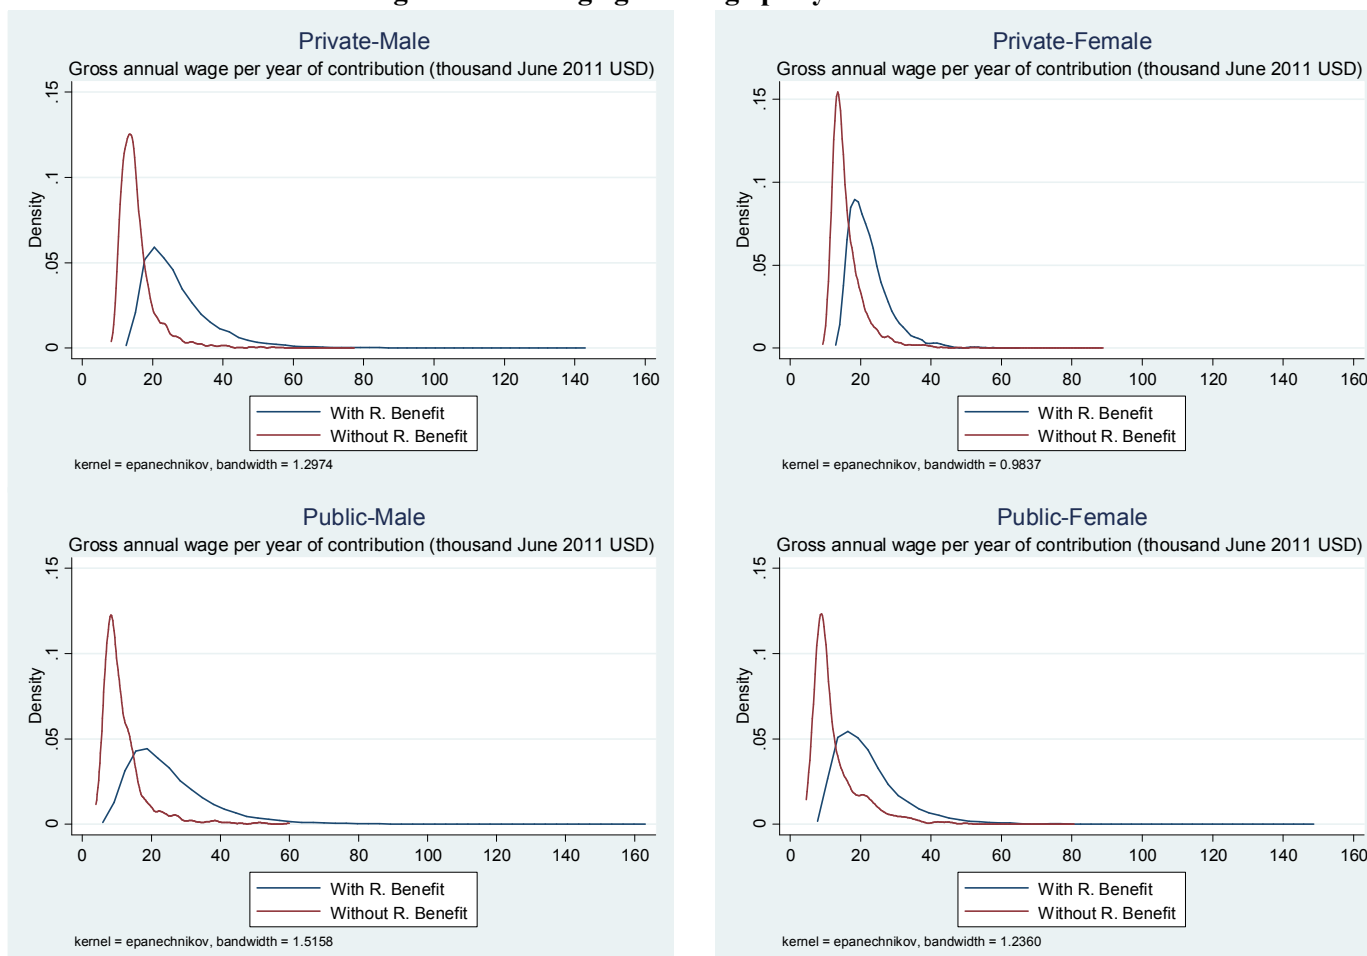 Private-Male
Gross annual wage per year of contribution (thousand June 2011 USD)
Density
0 .05 .1 .15
0 20 40 60 80 100 120 140 160
With R. Benefit
Without R. Benefit
kernel = epanechnikov, bandwidth = 1.2974
Private-Female
Gross annual wage per year of contribution (thousand June 2011 USD)
Density
0 .05 .1 .15
0 20 40 60 80 100 120 140 160
With R. Benefit
Without R. Benefit
kernel = epanechnikov, bandwidth = 0.9837
Public-Male
Gross annual wage per year of contribution (thousand June 2011 USD)
Density
0 .05 .1 .15
0 20 40 60 80 100 120 140 160
With R. Benefit
Without R. Benefit
kernel = epanechnikov, bandwidth = 1.5158
Public-Female
Gross annual wage per year of contribution (thousand June 2011 USD)
Density
0 .05 .1 .15
0 20 40 60 80 100 120 140 160
With R. Benefit
Without R. Benefit
kernel = epanechnikov, bandwidth = 1.2360